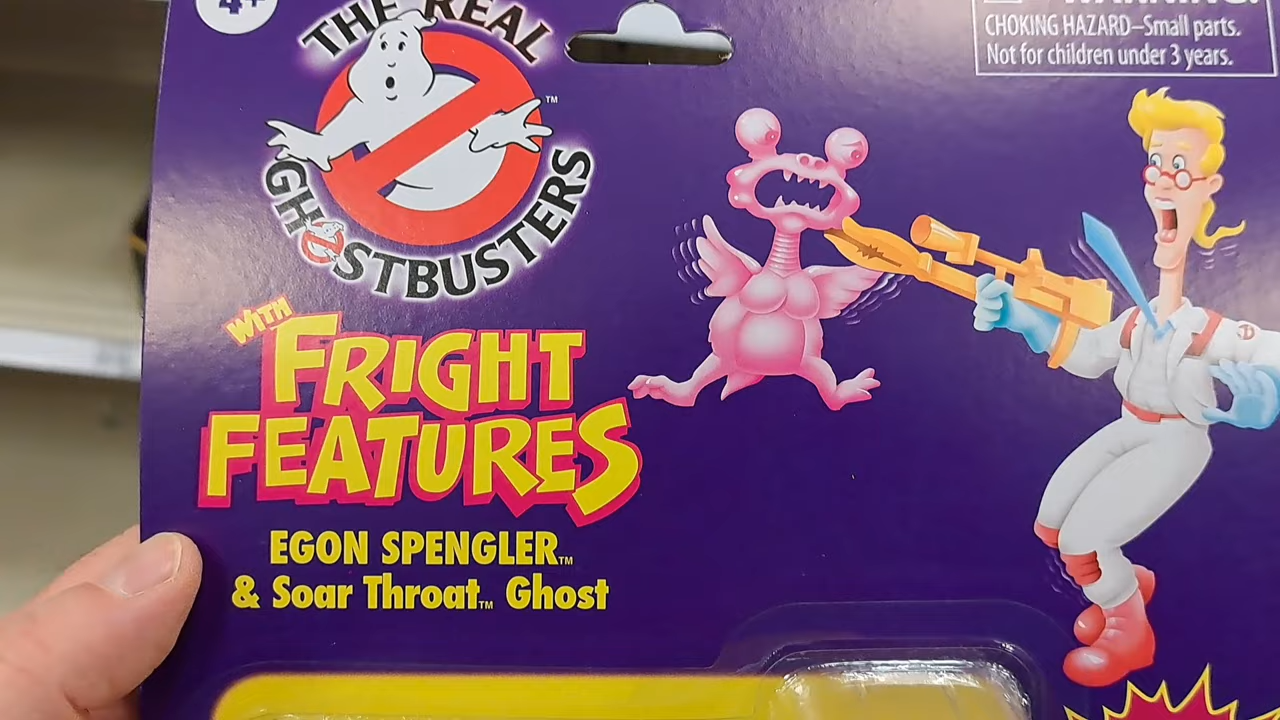 4+
THE REAL
GHOSTBUSTERS
TM
WARNING:
CHOKING HAZARD–Small parts.
Not for children under 3 years.
WITH
FRIGHT
FEATURES
EGON SPENGLER™
& Soar Throat™ Ghost